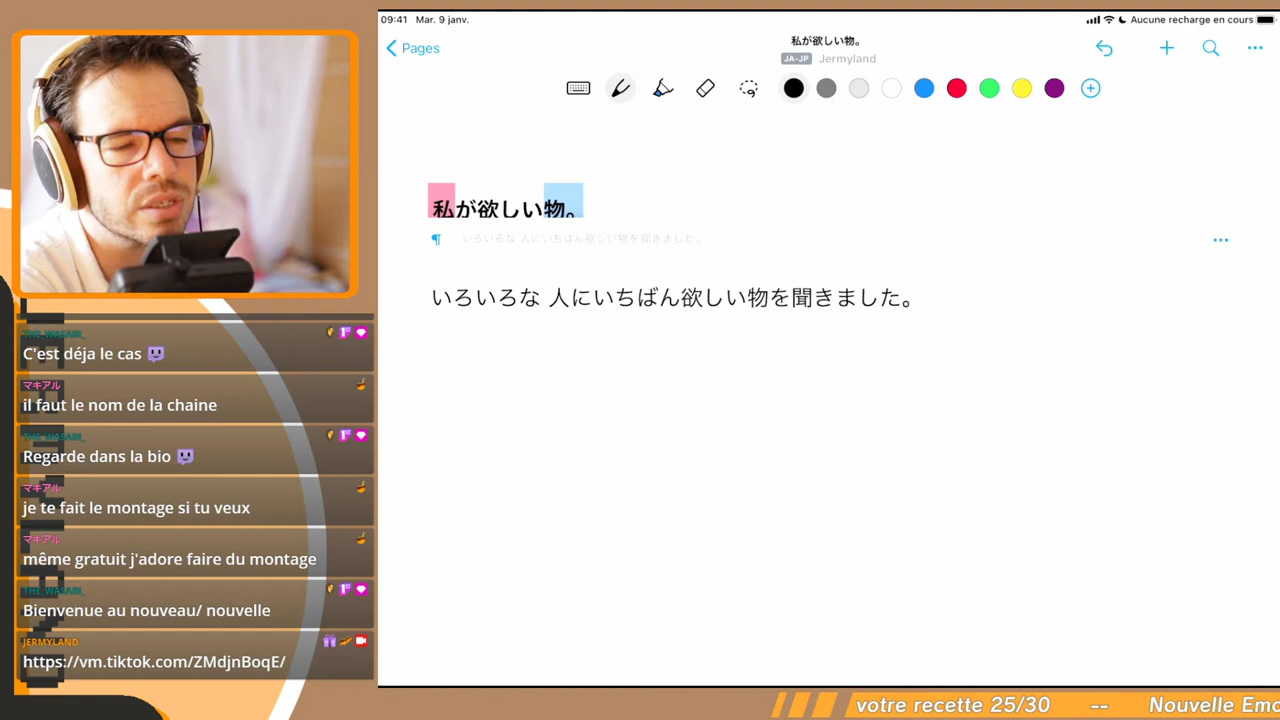 09:41 Mar. 9 janv.
Aucune recharge en cours
Pages
私が欲しい物。
JA-JP Jermyland
私が欲しい物。
¶ いろいろな 人にいちばん欲しい物を聞きました...
いろいろな 人にいちばん欲しい物を聞きました。
THE_WASABI_
C'est déja le cas
マキアル
il faut le nom de la chaine
THE_WASABI_
Regarde dans la bio
マキアル
je te fait le montage si tu veux
マキアル
même gratuit j'adore faire du montage
THE_WASABI_
Bienvenue au nouveau/ nouvelle
JERMYLAND
https://vm.tiktok.com/ZMdjnBoqE/
votre recette 25/30 -- Nouvelle Emo